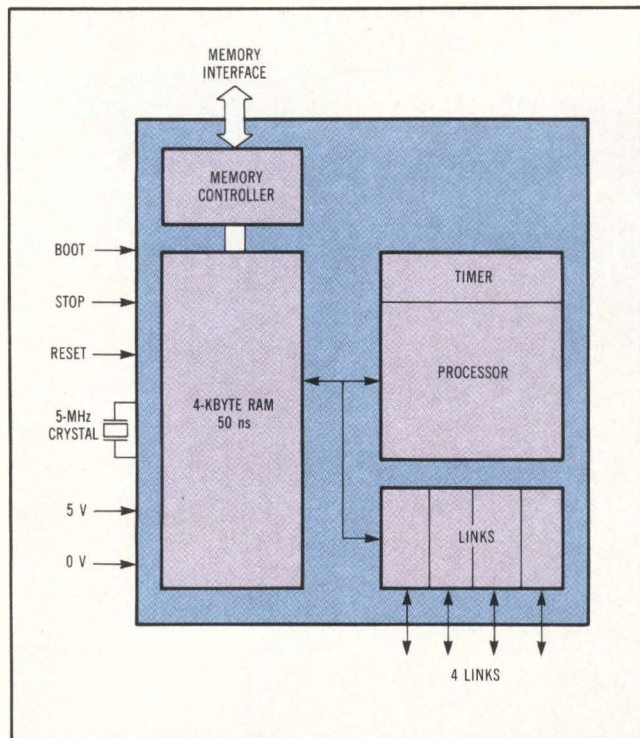 MEMORY
INTERFACE
MEMORY
CONTROLLER
BOOT
STOP
RESET
5-MHz
CRYSTAL
5 V
0 V
4-KBYTE RAM
50 ns
TIMER
PROCESSOR
LINKS
4 LINKS